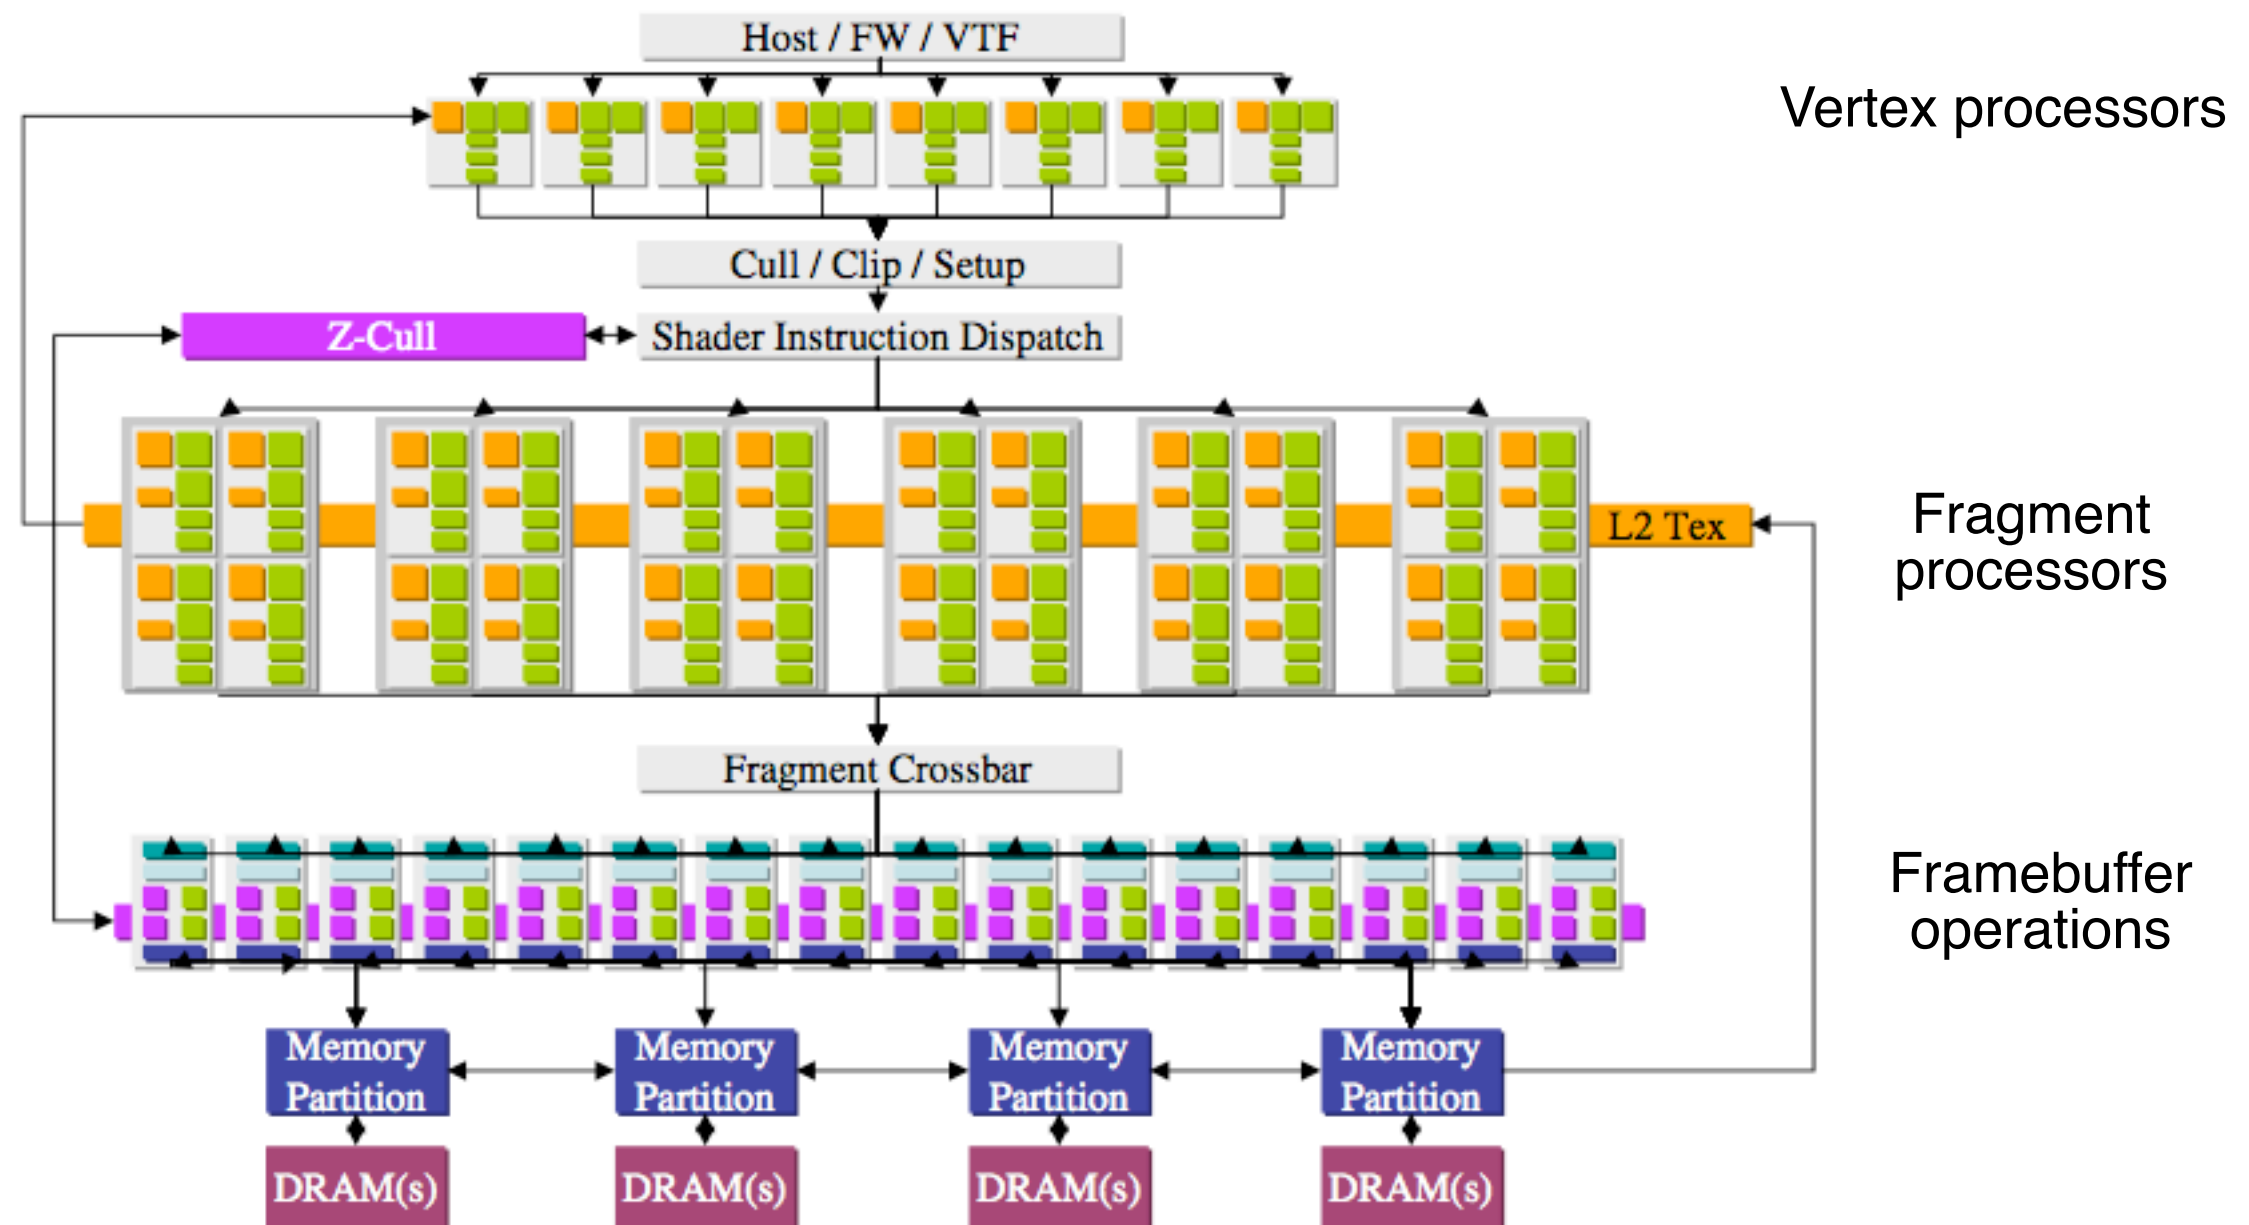 Host / FW / VTF
Vertex processors
Cull / Clip / Setup
Z-Cull
Shader Instruction Dispatch
L2 Tex
Fragment
processors
Fragment Crossbar
Framebuffer
operations
Memory
Partition
Memory
Partition
Memory
Partition
Memory
Partition
DRAM(s)
DRAM(s)
DRAM(s)
DRAM(s)